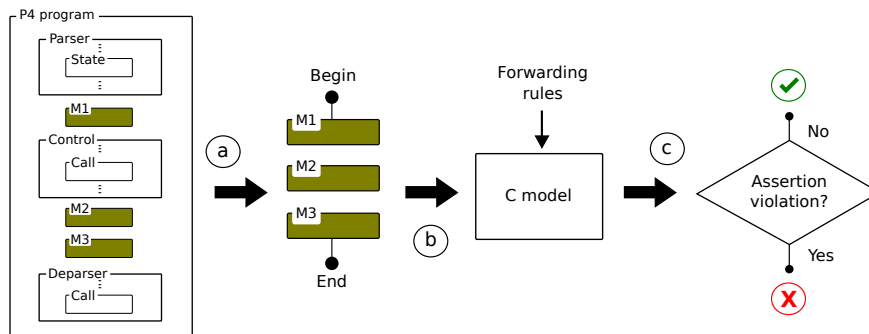 P4 program
Parser
State
M1
Control
Call
M2
M3
Deparser
Call
a
Begin
M1
M2
M3
End
b
Forwarding
rules
C model
c
No
Assertion
violation?
Yes
X